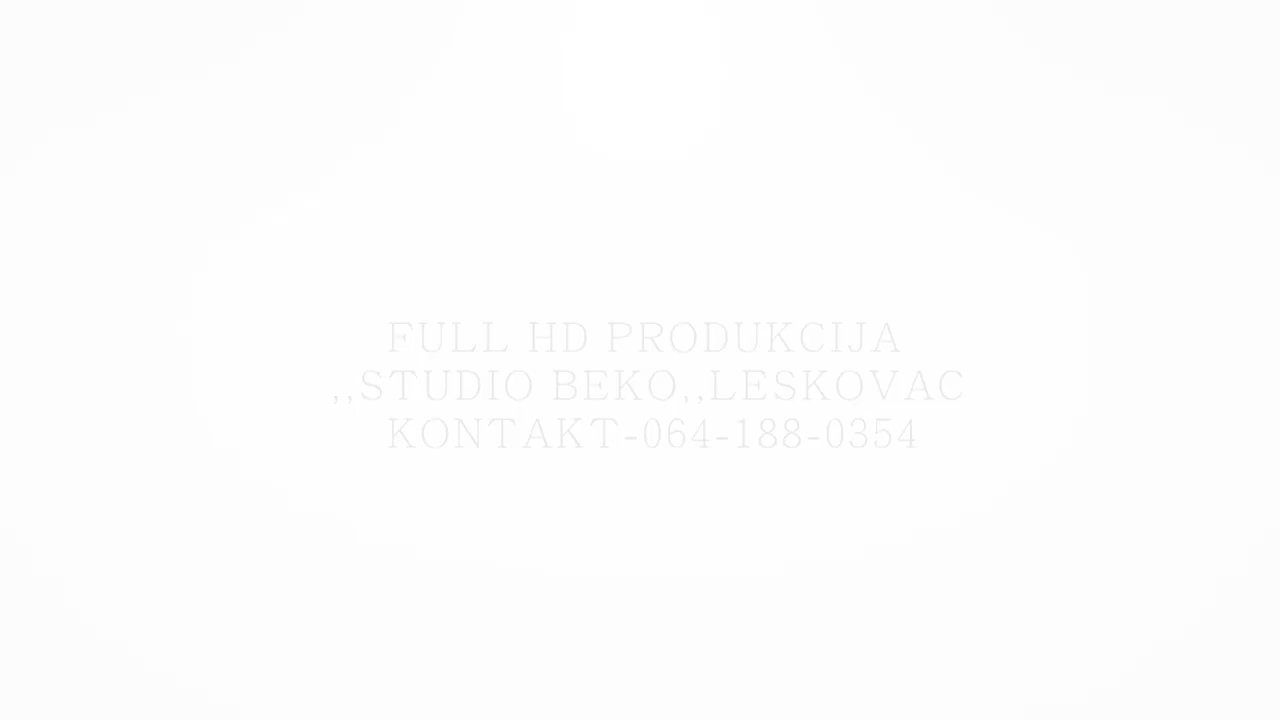 FULL HD PRODUKCIJA
,,STUDIO BEKO,,LESKOVAC
KONTAKT-064-188-0354